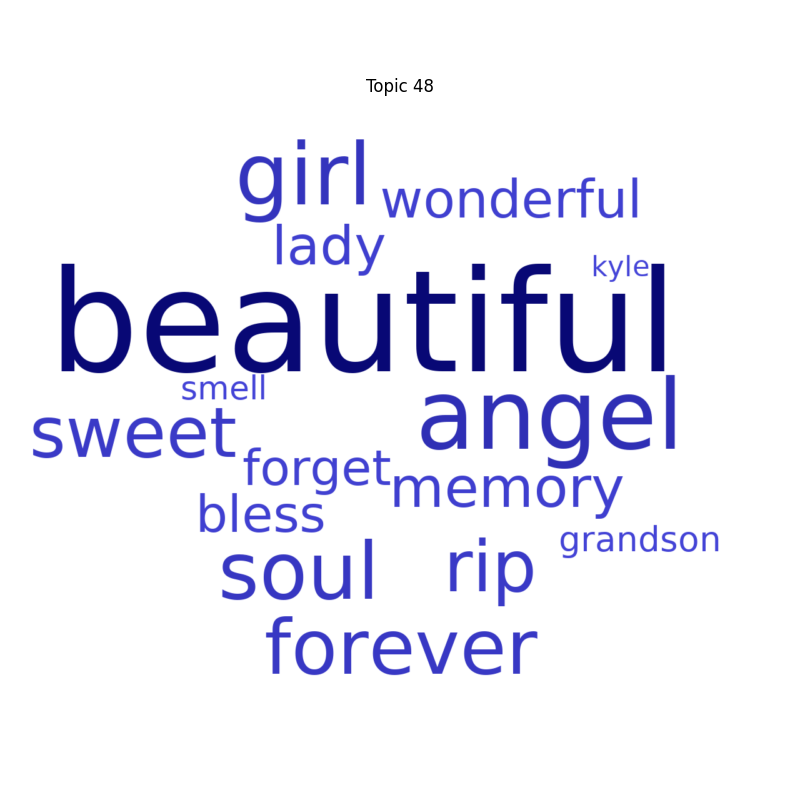 Topic 48
girl
wonderful
lady
kyle
beautiful
smell
angel
sweet
forget
memory
bless
grandson
soul
rip
forever